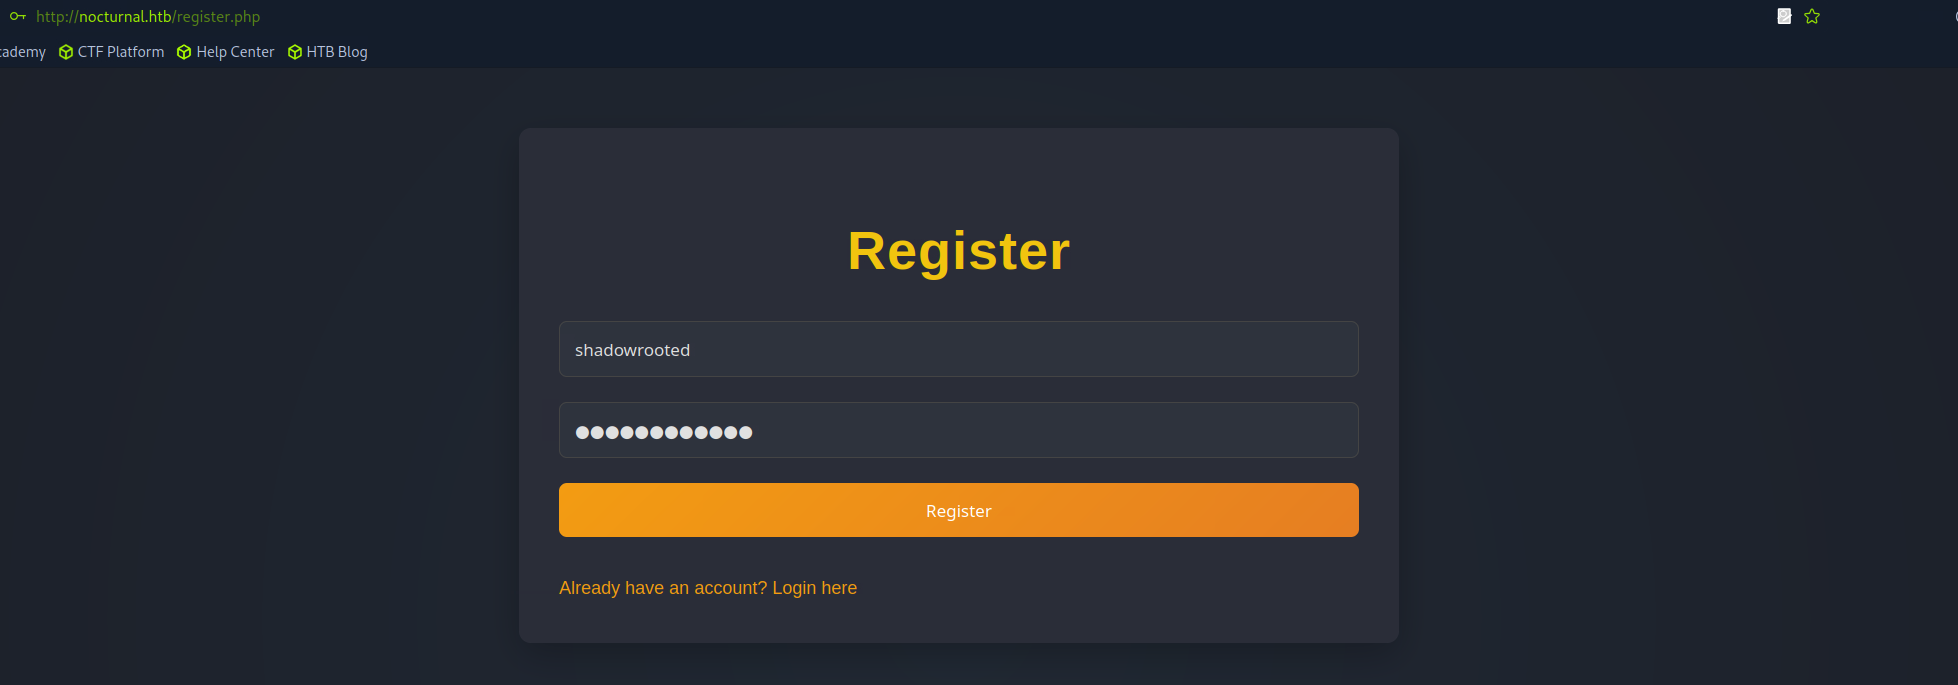 http://nocturnal.htb/register.php
cademy CTF Platform Help Center HTB Blog
Register
shadowrooted
Register
Already have an account? Login here